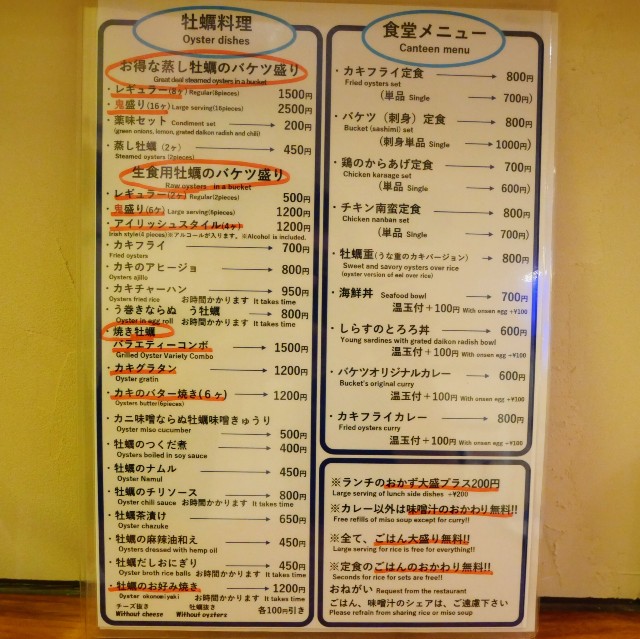 牡蠣料理
Oyster dishes
お得な蒸し牡蠣のバケツ盛り
Great deal steamed oysters in a bucket
・レギュラー(8ヶ) Regular(8pieces) 1500円
・鬼盛り(16ヶ) Large serving(16pieces) 2500円
・薬味セット Condiment set 200円
(green onions, lemon, grated daikon radish and chili)
・蒸し牡蠣 (2ヶ) 450円
Steamed oysters (2pieces)
生食用牡蠣のバケツ盛り
Raw oysters in a bucket
・レギュラー(2ヶ) Regular(2pieces) 500円
・鬼盛り(6ケ) Large serving(6pieces) 1200円
・アイリッシュスタイル(4ヶ) 1200円
Irish style(4 pieces)※アルコールが入ります。※Alcohol is included.
・カキフライ 700円
Fried oysters
・カキのアヒージョ 800円
Oysters ajillo
・カキチャーハン 950円
Oysters fried rice お時間かかります It takes time
・う巻きならぬ う牡蠣 800円
Oyster in egg roll お時間かかります It takes time
・焼き牡蠣
バラエティーコンボ 1500円
Grilled Oyster Variety Combo
・カキグラタン 1200円
Oyster gratin
・カキのバター焼き(6ヶ) 1200円
Oysters butter(6pieces)
・カニ味噌ならぬ牡蠣味噌きゅうり
Oyster miso cucumber 500円
・牡蠣のつくだ煮 400円
Oysters boiled in soy sauce
・牡蠣のナムル 450円
Oyster Namul
・牡蠣のチリソース 800円
Oyster chili sauce お時間かかります It takes time
・牡蠣茶漬け 650円
Oyster chazuke
・牡蠣の麻辣油和え 450円
Oysters dressed with hemp oil
・牡蠣だしおにぎり 450円
Oyster broth rice balls お時間かかります It takes time
・牡蠣のお好み焼き 1200円
Oyster okonomiyaki お時間かかります It takes time
チーズ抜き 牡蠣抜き 各100円引き
Without cheese Without oysters
食堂メニュー
Canteen menu
・カキフライ定食 800円
Fried oysters set
(単品 Single 700円)
・バケツ(刺身)定食 800円
Bucket (sashimi) set
(刺身単品 Single 1000円)
・鶏のからあげ定食 700円
Chicken karaage set
(単品 Single 600円)
・チキン南蛮定食 800円
Chicken nanban set
(単品 Single 700円)
・牡蠣重(うな重のカキバージョン) 800円
Sweet and savory oysters over rice
(oyster version of eel over rice)
・海鮮丼 Seafood bowl 700円
温玉付+100円 With onsen egg +¥100
・しらすのとろろ丼 600円
Young sardines with grated daikon radish bowl
温玉付+100円 With onsen egg +¥100
・バケツオリジナルカレー 600円
Bucket's original curry
温玉付+100円 With onsen egg +¥100
・カキフライカレー 800円
Fried oysters curry
温玉付+100円 With onsen egg +¥100
※ランチのおかず大盛プラス200円
Large serving of lunch side dishes +¥200
※カレー以外は味噌汁のおかわり無料!!
Free refills of miso soup except for curry!!
※全て、ごはん大盛り無料!!
Large serving for rice is free for everything!!
※定食のごはんのおかわり無料!!
Seconds for rice for sets are free!!
おねがい Request from the restaurant
ごはん、味噌汁のシェアは、ご遠慮下さい
Please refrain from sharing rice or miso soup